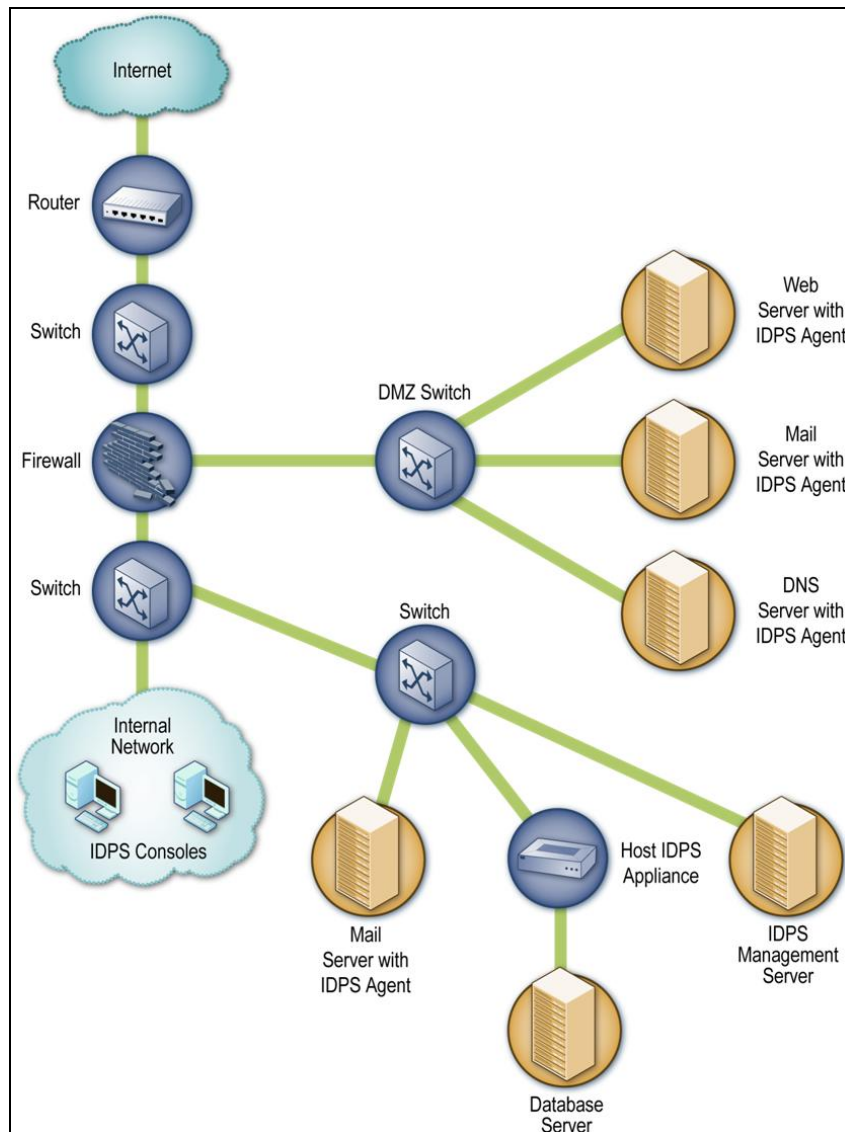 Internet
Router
Switch
Firewall
Switch
Internal
Network
IDPS Consoles
DMZ Switch
Web
Server with
IDPS Agent
Mail
Server with
IDPS Agent
DNS
Server with
IDPS Agent
Switch
Mail
Server with
IDPS Agent
Host IDPS
Appliance
Database
Server
IDPS
Management
Server